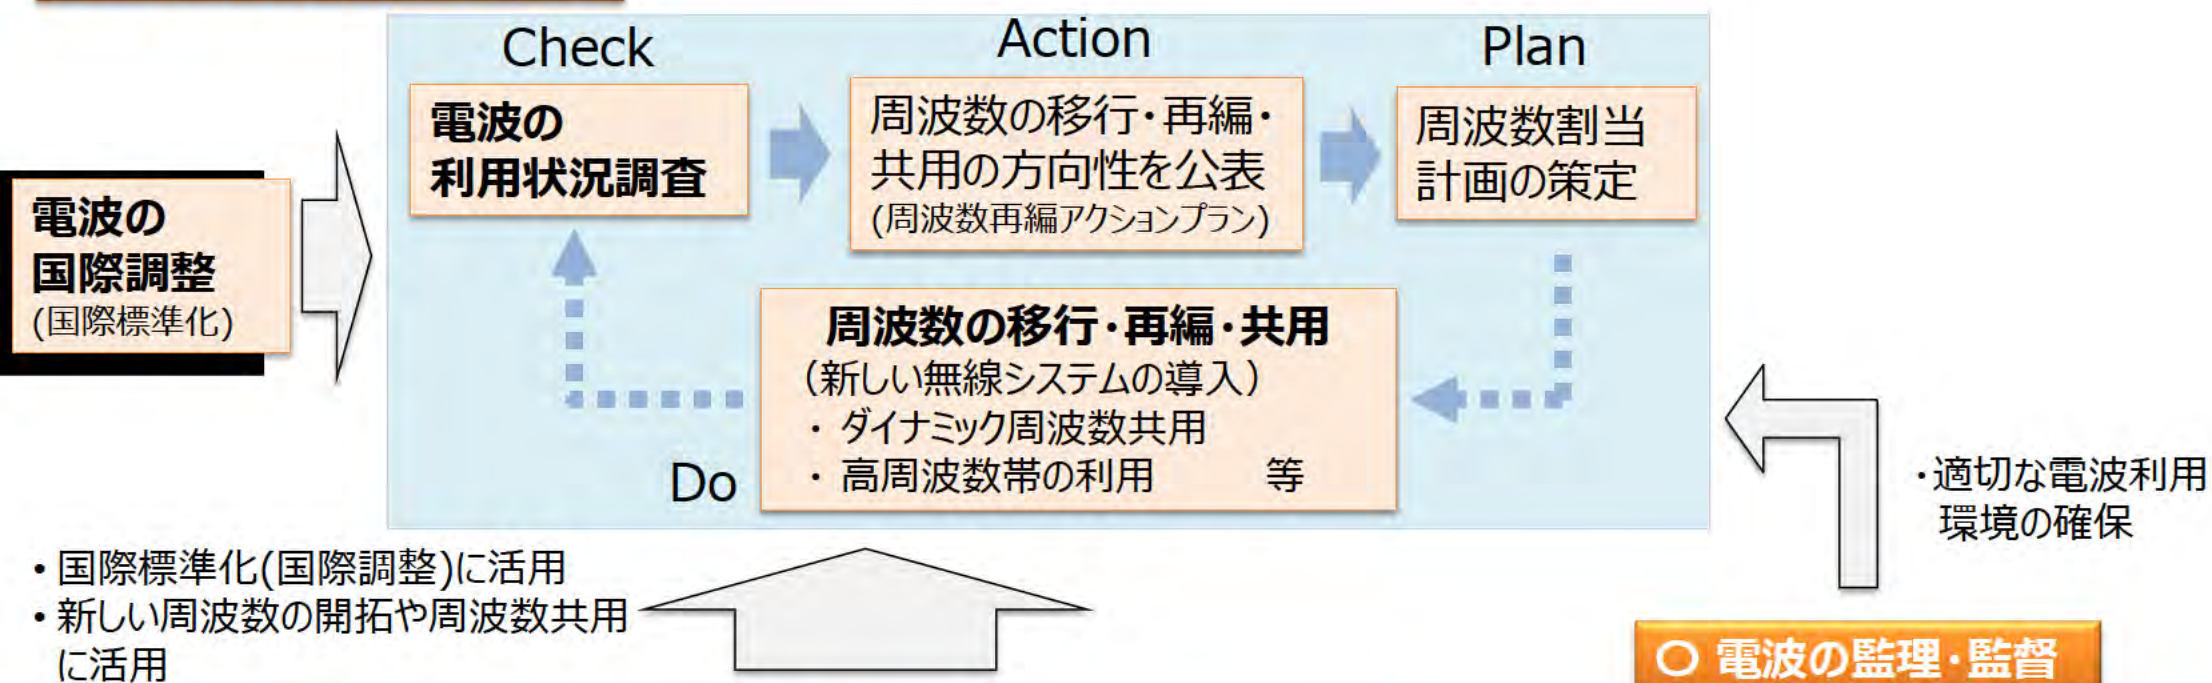 Check
電波の
利用状況調査
Action
周波数の移行・再編・
共用の方向性を公表
(周波数再編アクションプラン)
Plan
周波数割当
計画の策定
電波の
国際調整
(国際標準化)
周波数の移行・再編・共用
（新しい無線システムの導入）
・ ダイナミック周波数共用
・ 高周波数帯の利用　　等
Do
・適切な電波利用
環境の確保
• 国際標準化(国際調整)に活用
• 新しい周波数の開拓や周波数共用
に活用
〇 電波の監理・監督